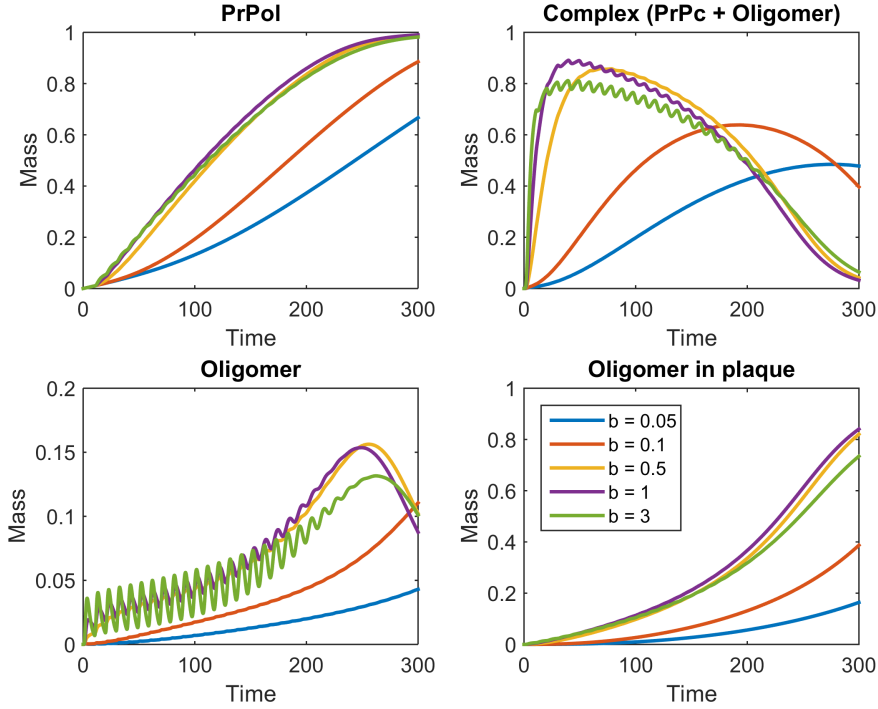 PrPol
Mass
1
0.8
0.6
0.4
0.2
0
0 100 200 300
Time
Complex (PrPc + Oligomer)
Mass
1
0.8
0.6
0.4
0.2
0
0 100 200 300
Time
Oligomer
Mass
0.2
0.15
0.1
0.05
0
0 100 200 300
Time
Oligomer in plaque
Mass
1
0.8
0.6
0.4
0.2
0
b = 0.05
b = 0.1
b = 0.5
b = 1
b = 3
0 100 200 300
Time